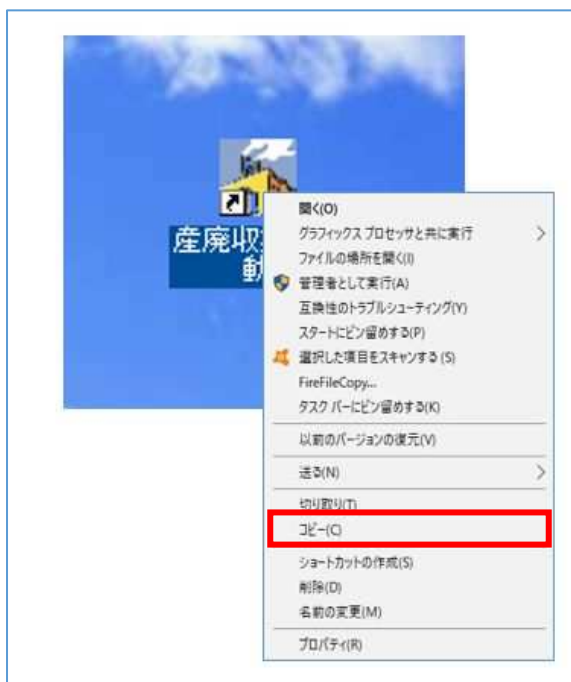 産廃収
動
開く(O)
グラフィックス プロセッサと共に実行
ファイルの場所を開く(I)
管理者として実行(A)
互換性のトラブルシューティング(Y)
スタートにピン留めする(P)
選択した項目をスキャンする (S)
FireFileCopy...
タスク バーにピン留めする(K)
以前のバージョンの復元(V)
送る(N)
切り取り(T)
コピー(C)
ショートカットの作成(S)
削除(D)
名前の変更(M)
プロパティ(R)